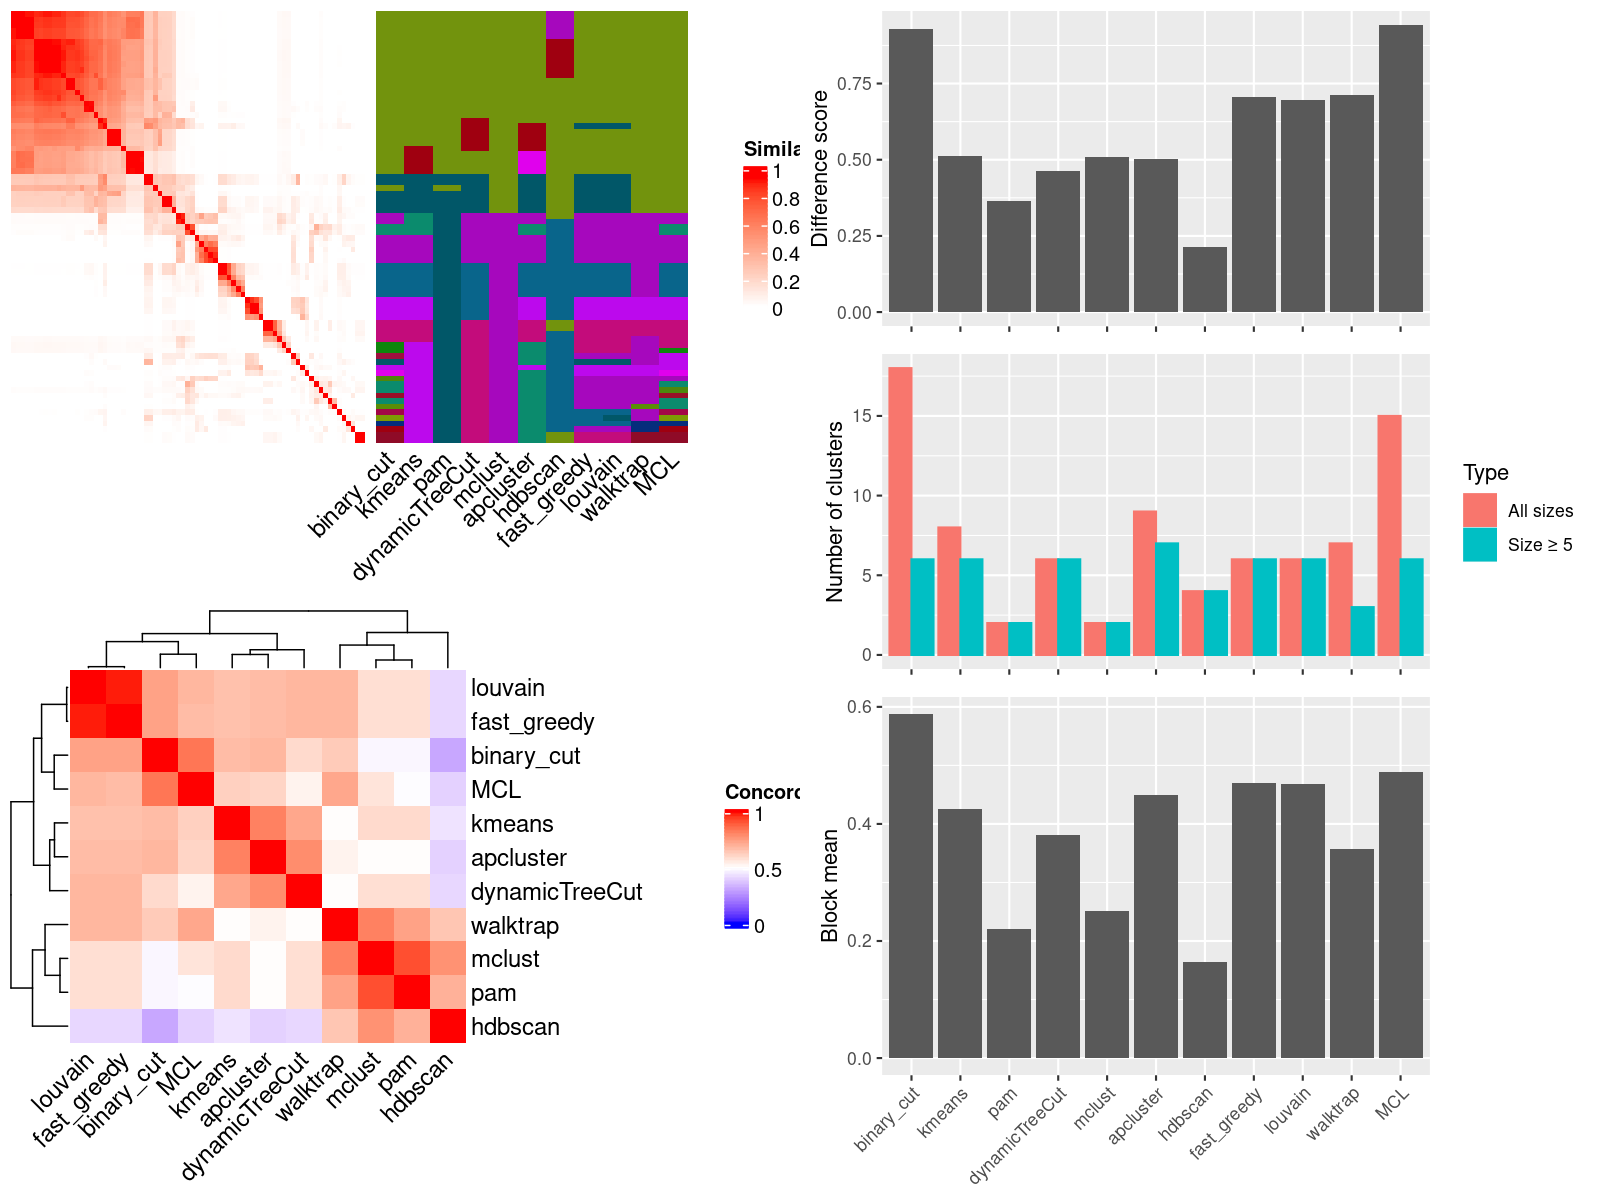 Simila
1
0.8
0.6
0.4
0.2
0
binary_cut
kmeans
pam
dynamicTreeCut
mclust
apcluster
hdbscan
fast_greedy
louvain
walktrap
MCL
louvain
fast_greedy
binary_cut
MCL
kmeans
apcluster
dynamicTreeCut
walktrap
mclust
pam
hdbscan
louvain
fast_greedy
binary_cut
MCL
kmeans
apcluster
dynamicTreeCut
walktrap
mclust
pam
hdbscan
Concord
1
0.5
0
Difference score
0.75
0.50
0.25
0.00
Number of clusters
15
10
5
0
Type
All sizes
Size ≥ 5
Block mean
0.6
0.4
0.2
0.0
binary_cut
kmeans
pam
dynamicTreeCut
mclust
apcluster
hdbscan
fast_greedy
louvain
walktrap
MCL